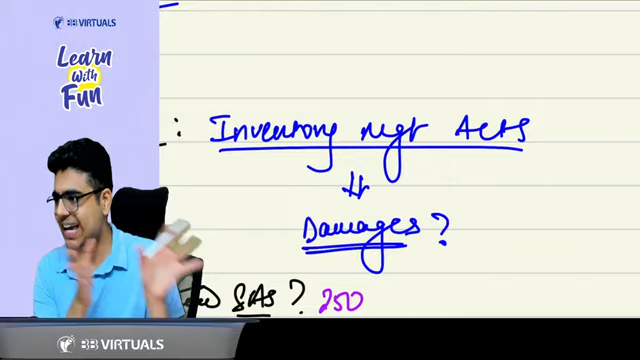 BB VIRTUALS
Learn
With
Fun
: Inventory mgt Acts
Damages ?
SAs ? 250
BB VIRTUALS